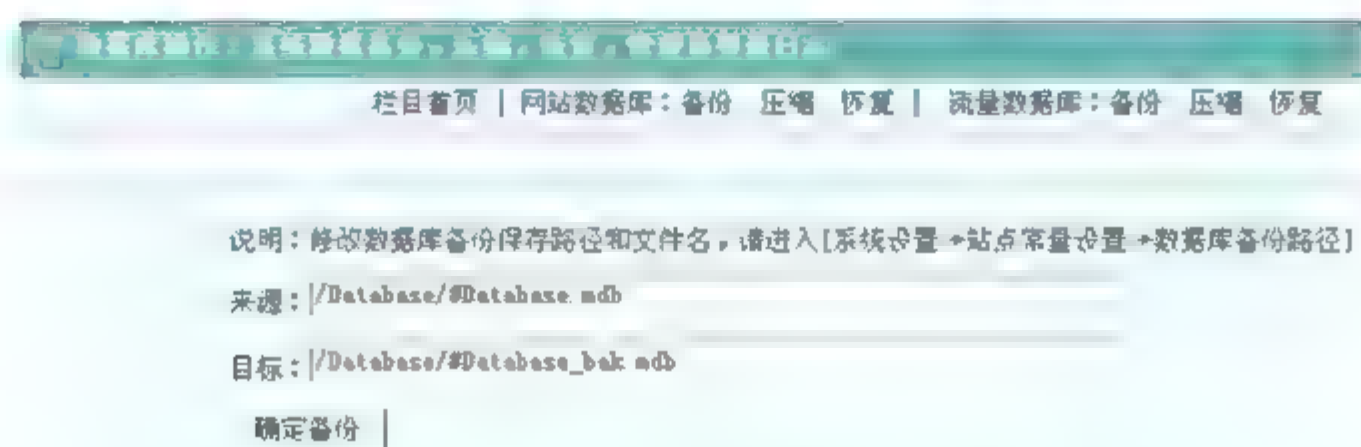 栏目首页 | 网站数据库：备份 压缩 恢复 | 流量数据库：备份 压缩 恢复
说明：修改数据库备份保存路径和文件名，请进入[系统设置→站点常量设置→数据库备份路径]
来源：/Database/#Database.mdb
目标：/Database/#Database_bak.mdb
确定备份